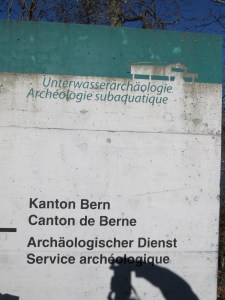 Unterwasserarchäologie
Archéologie subaquatique
Kanton Bern
Canton de Berne
Archäologischer Dienst
Service archéologique